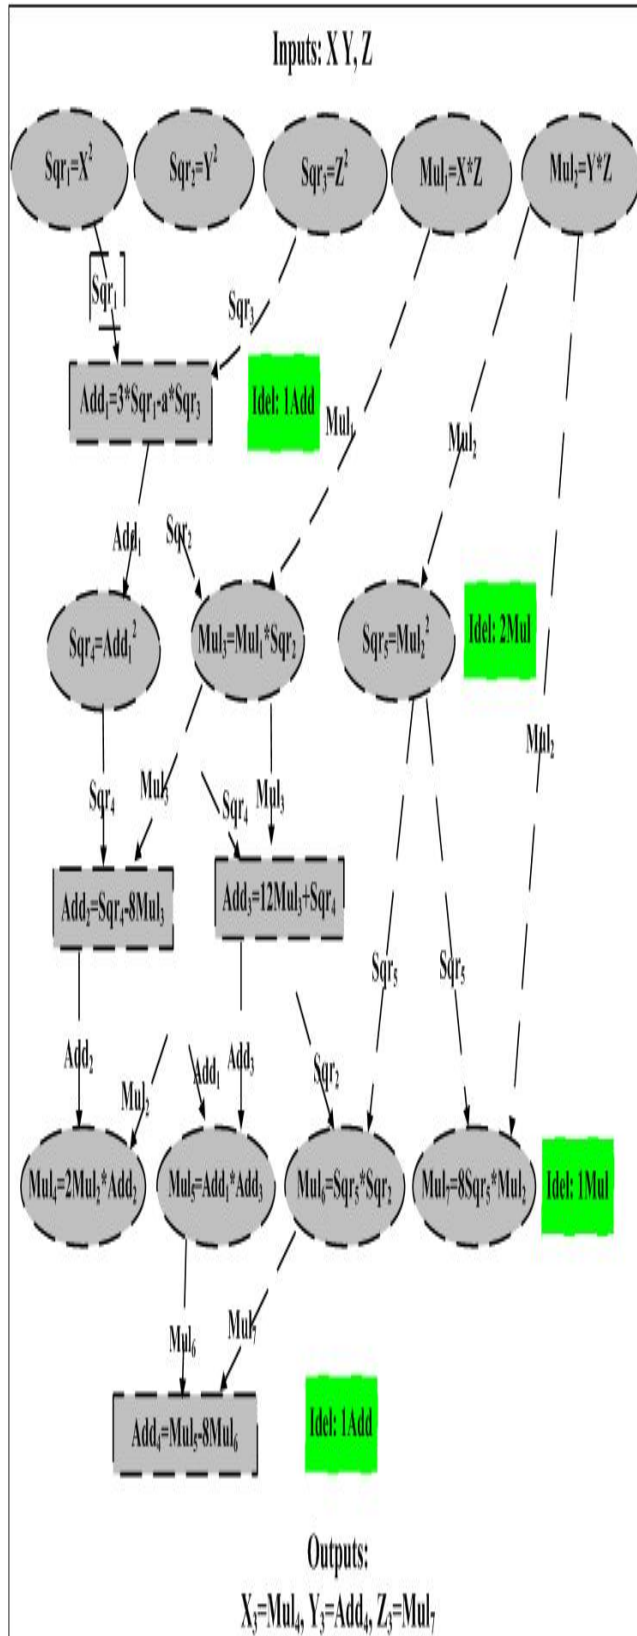 Inputs: X Y, Z
Sqr₁=X²
Sqr₂=Y²
Sqr₃=Z²
Mul₁=X*Z
Mul₂=Y*Z
Sqr₁
Sqr₃
Add₁=3*Sqr₁-a*Sqr₃
Idel: 1Add
Mul₁
Mul₂
Add₁
Sqr₂
Sqr₄=Add₁²
Mul₃=Mul₁*Sqr₂
Sqr₅=Mul₂²
Idel: 2Mul
Mul₂
Sqr₄
Mul₃
Sqr₄
Mul₃
Add₂=Sqr₄-8Mul₃
Add₃=12Mul₃+Sqr₄
Sqr₅
Sqr₅
Add₂
Mul₂
Add₁
Add₃
Sqr₂
Mul₄=2Mul₂*Add₂
Mul₅=Add₁*Add₃
Mul₆=Sqr₅*Sqr₂
Mul₇=8Sqr₅*Mul₂
Idel: 1Mul
Mul₆
Mul₇
Add₄=Mul₅-8Mul₆
Idel: 1Add
Outputs:
X₃=Mul₄, Y₃=Add₄, Z₃=Mul₇